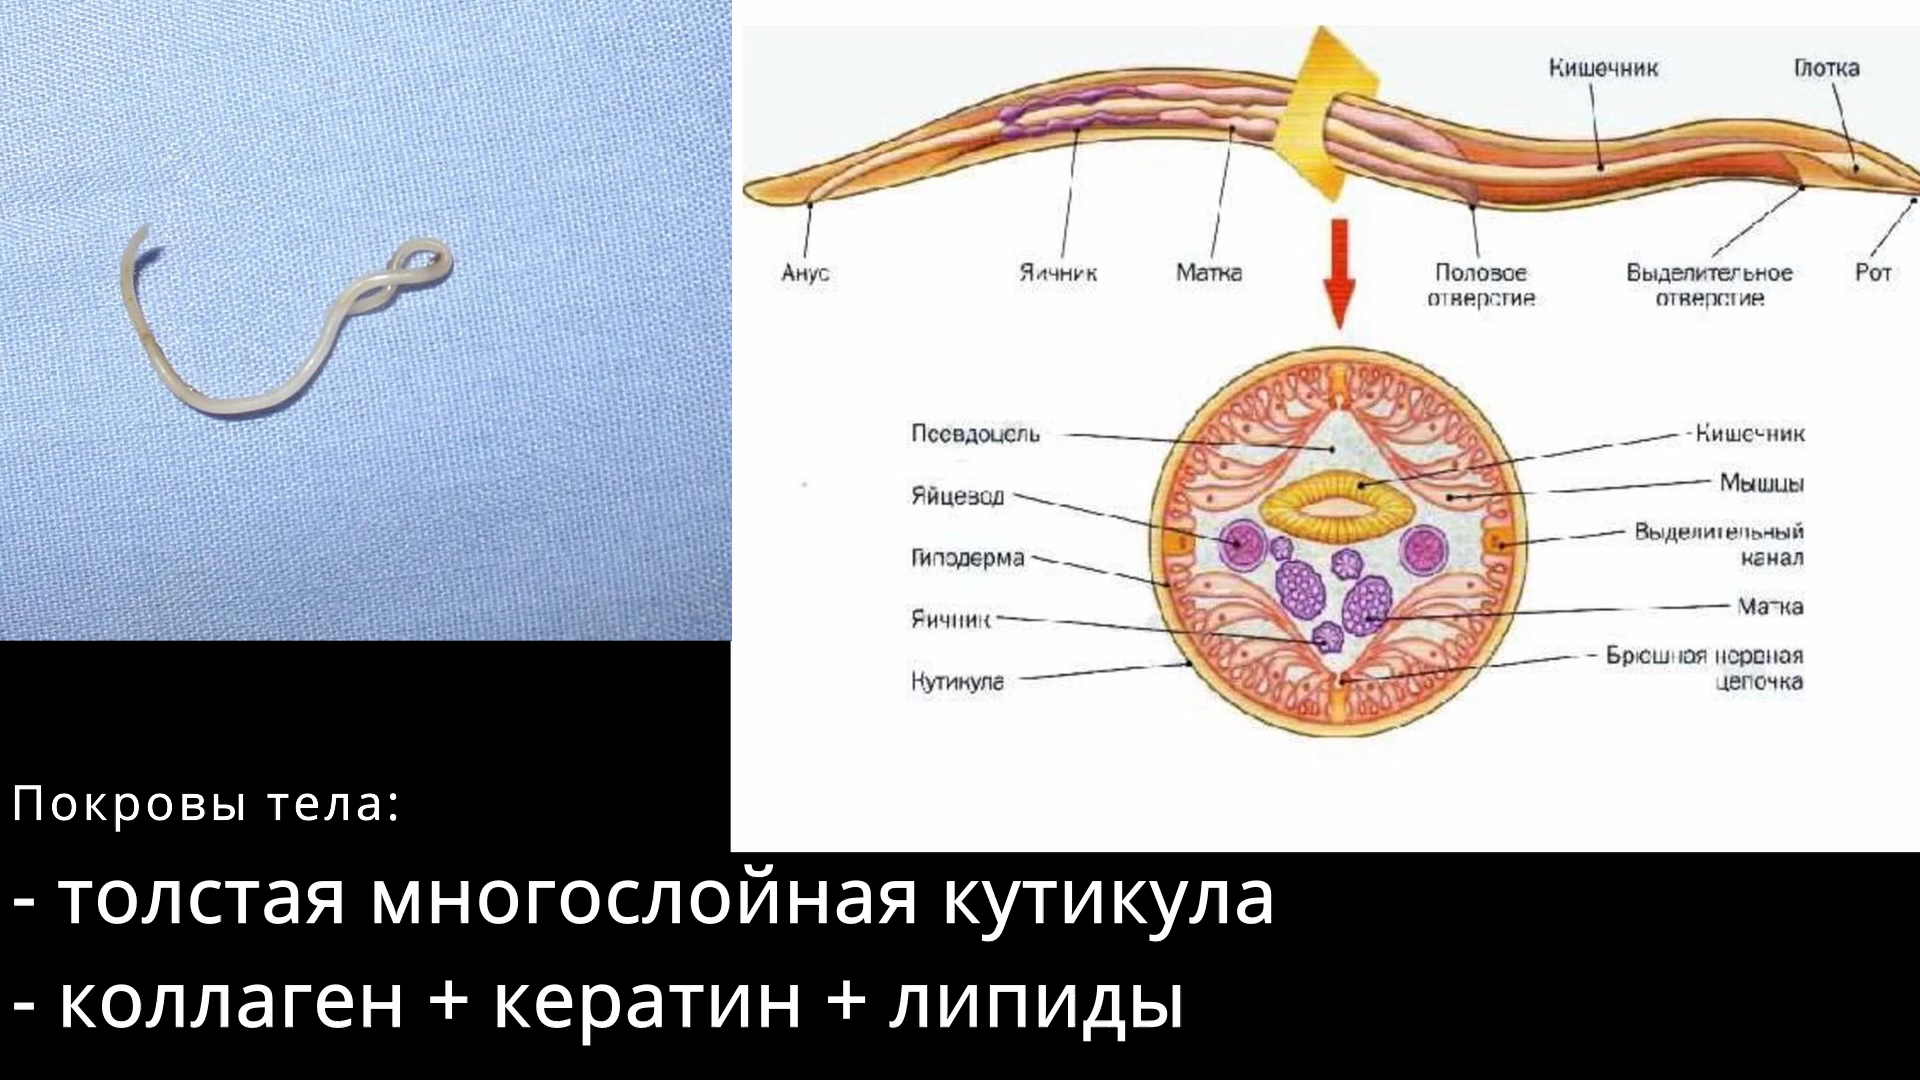 Кишечник
Глотка
Анус
Яичник
Матка
Половое
отверстие
Выделительное
отверстие
Рот
Псевдоцель
Яйцевод
Гиподерма
Яичник
Кутикула
Кишечник
Мышцы
Выделительный
канал
Матка
Брюшная нервная
цепочка
Покровы тела:
- толстая многослойная кутикула
- коллаген + кератин + липиды